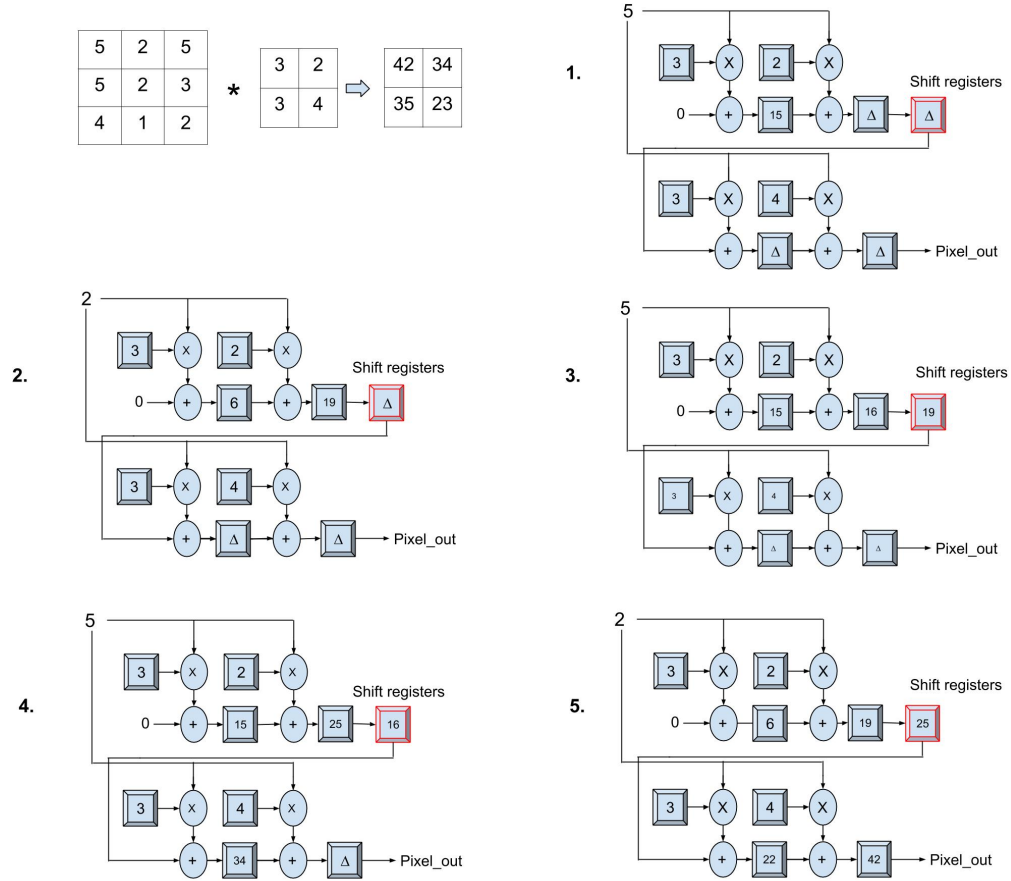 5 2 5
5 2 3
4 1 2
*
3 2
3 4
42 34
35 23
1.
5
3 X 2 X
Shift registers
0 + 15 + Δ Δ
3 X 4 X
+ Δ + Δ Pixel_out
2.
2
3 X 2 X
Shift registers
0 + 6 + 19 Δ
3 X 4 X
+ Δ + Δ Pixel_out
3.
5
3 X 2 X
Shift registers
0 + 15 + 16 19
3 X 4 X
+ Δ + Δ Pixel_out
4.
5
3 X 2 X
Shift registers
0 + 15 + 25 16
3 X 4 X
+ 34 + Δ Pixel_out
5.
2
3 X 2 X
Shift registers
0 + 6 + 19 25
3 X 4 X
+ 22 + 42 Pixel_out